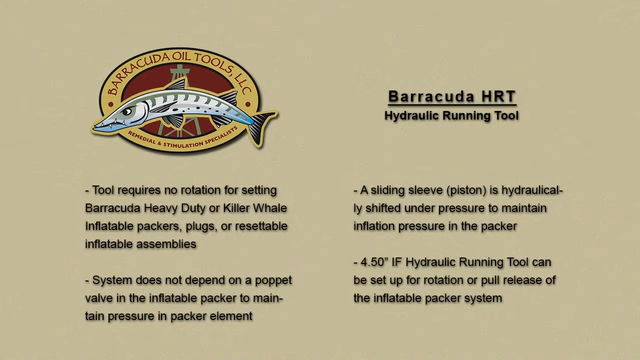 BARRACUDA OIL TOOLS, LLC
REMEDIAL & STIMULATION SPECIALISTS
Barracuda HRT
Hydraulic Running Tool
- Tool requires no rotation for setting
Barracuda Heavy Duty or Killer Whale
Inflatable packers, plugs, or resettable
inflatable assemblies
- System does not depend on a poppet
valve in the inflatable packer to main-
tain pressure in packer element
- A sliding sleeve (piston) is hydraulical-
ly shifted under pressure to maintain
inflation pressure in the packer
- 4.50” IF Hydraulic Running Tool can
be set up for rotation or pull release of
the inflatable packer system